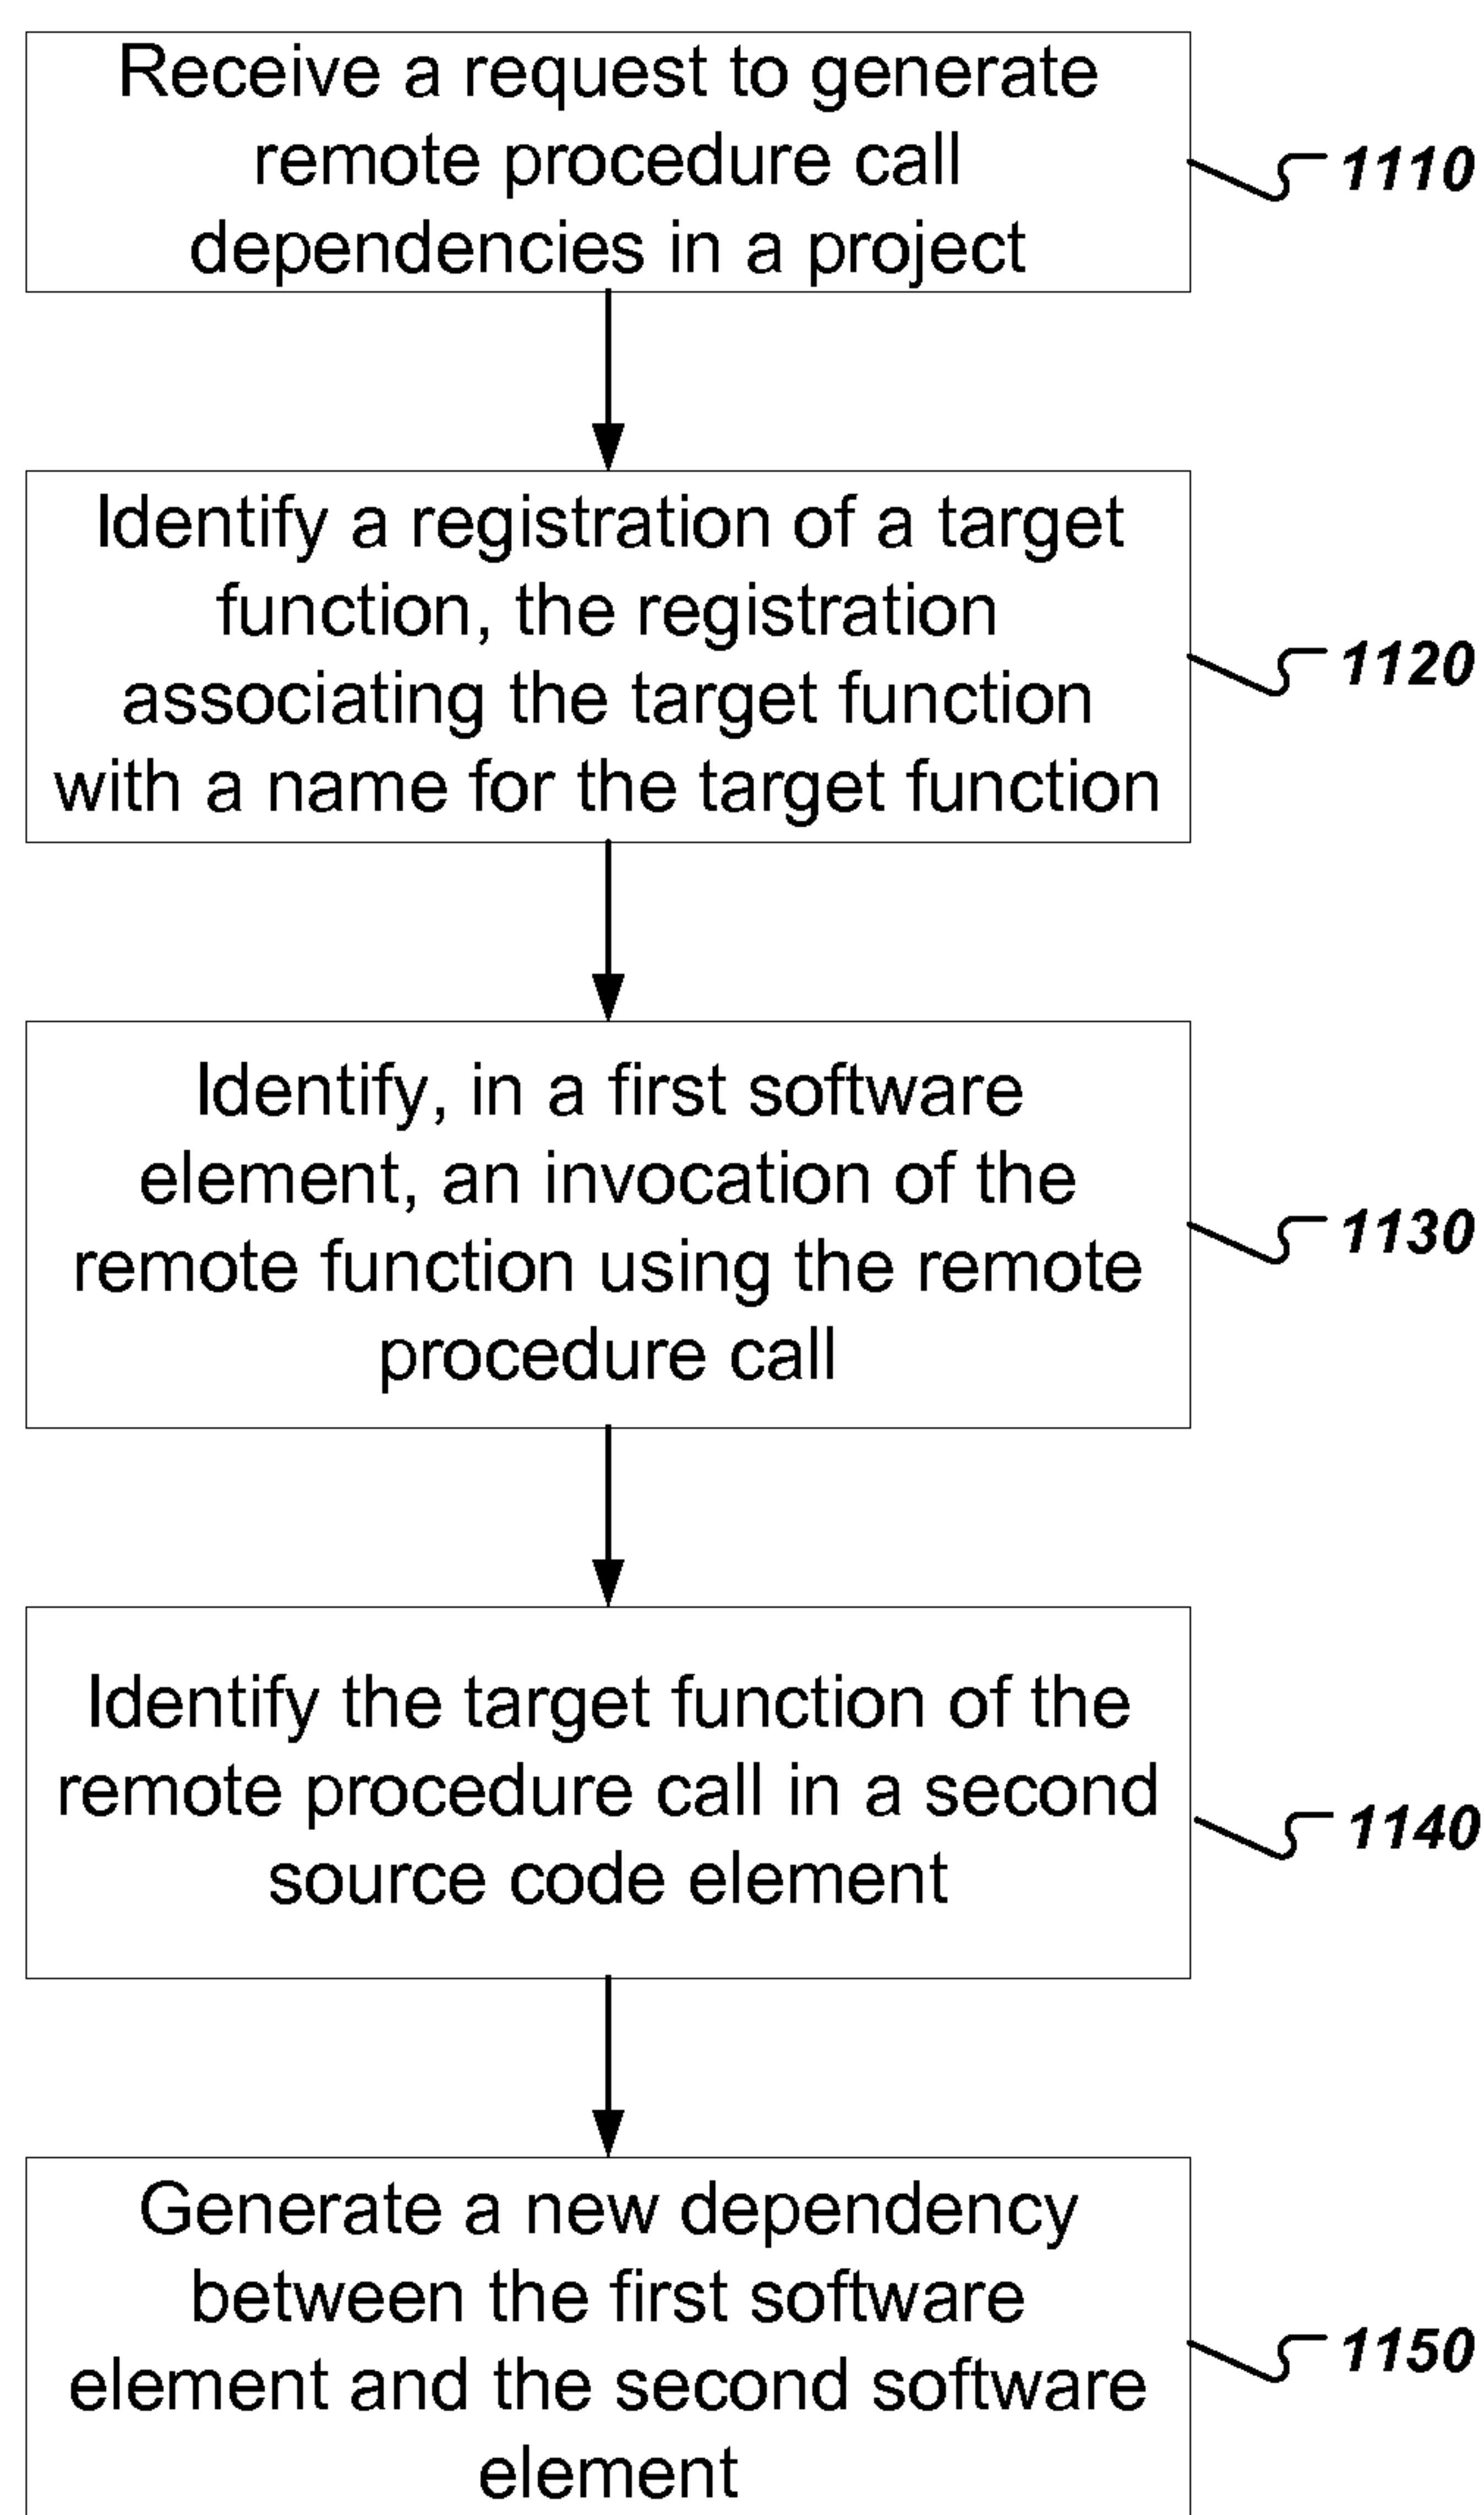 Receive a request to generate
remote procedure call
dependencies in a project
1110
Identify a registration of a target
function, the registration
associating the target function
with a name for the target function
1120
Identify, in a first software
element, an invocation of the
remote function using the remote
procedure call
1130
Identify the target function of the
remote procedure call in a second
source code element
1140
Generate a new dependency
between the first software
element and the second software
element
1150